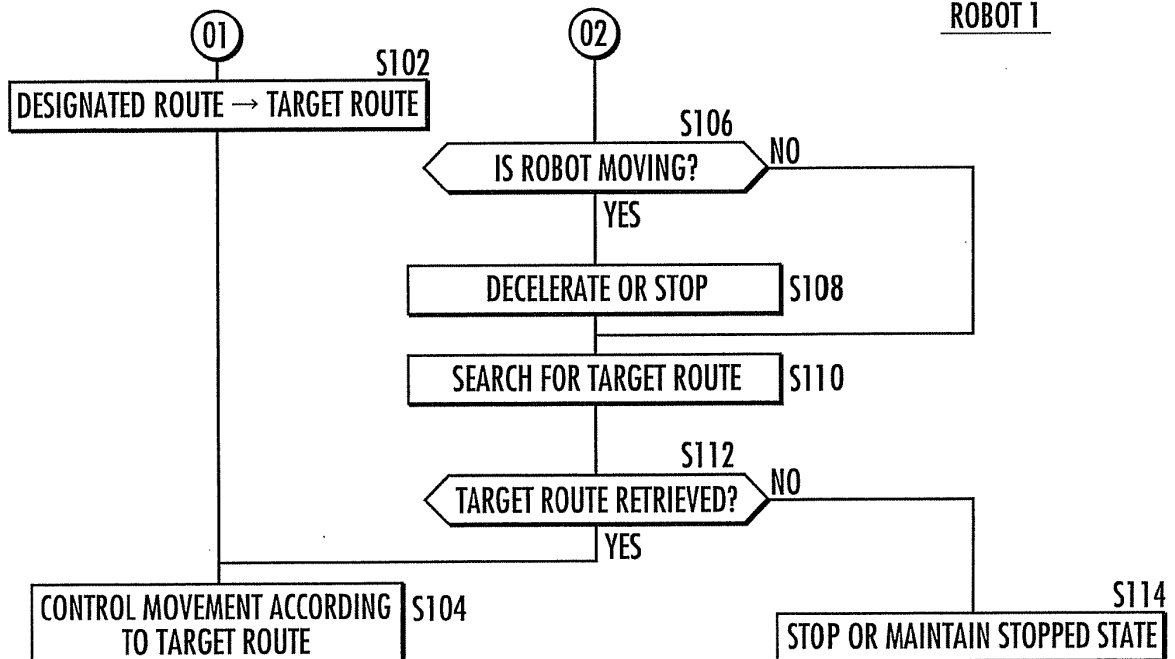 ROBOT 1
01
02
S102
DESIGNATED ROUTE → TARGET ROUTE
S106
IS ROBOT MOVING?
NO
YES
DECELERATE OR STOP
S108
SEARCH FOR TARGET ROUTE
S110
S112
TARGET ROUTE RETRIEVED?
NO
YES
CONTROL MOVEMENT ACCORDING
TO TARGET ROUTE
S104
S114
STOP OR MAINTAIN STOPPED STATE